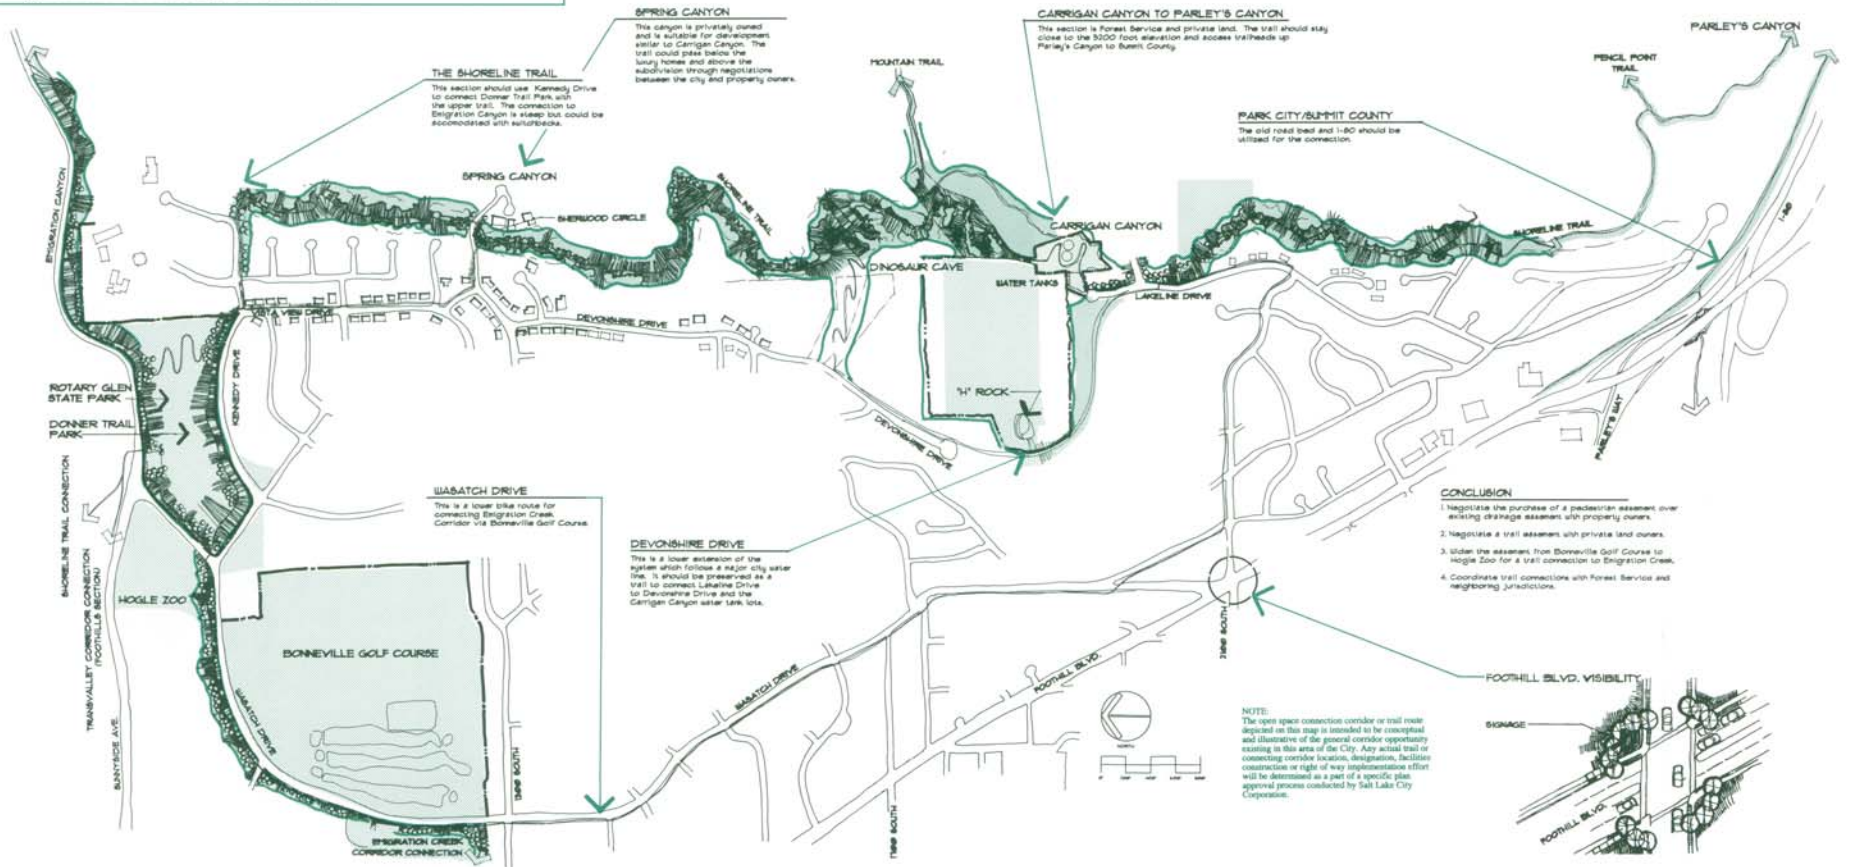 SPRING CANYON
This canyon is privately owned
and is suitable for development
similar to Carrigan Canyon. The
trail could pass below the
luxury homes and above the
subdivision through negotiations
between the city and property owners.
CARRIGAN CANYON TO PARLEY'S CANYON
This section is Forest Service and private land. The trail should stay
close to the 5200 foot elevation and access trailheads up
Parley's Canyon to Summit County.
PARLEY'S CANYON
THE SHORELINE TRAIL
This section should use Kennedy Drive
to connect Donner Trail Park with
the upper trail. The connection to
Emigration Canyon is steep but could be
accomodated with switchbacks.
MOUNTAIN TRAIL
PENCIL POINT
TRAIL
PARK CITY/SUMMIT COUNTY
The old road bed and I-80 should be
utilized for the connection.
EMIGRATION CANYON
SPRING CANYON
SHERWOOD CIRCLE
SHORELINE TRAIL
CARRIGAN CANYON
DINOSAUR CAVE
WATER TANKS
LAKELINE DRIVE
SHORELINE TRAIL
I-80
VISTA VIEW DRIVE
DEVONSHIRE DRIVE
KENNEDY DRIVE
ROTARY GLEN
STATE PARK
DONNER TRAIL
PARK
"H" ROCK
DEVONSHIRE DRIVE
PARLEY'S WAY
SHORELINE TRAIL CONNECTION
TRANSVALLEY CORRIDOR CONNECTION
(FOOTHILLS SECTION)
WASATCH DRIVE
This is a lower bike route for
connecting Emigration Creek
Corridor via Bonneville Golf Course.
DEVONSHIRE DRIVE
This is a lower extension of the
system which follows a major city water
line. It should be preserved as a
trail to connect Lakeline Drive
to Devonshire Drive and the
Carrigan Canyon water tank lots.
CONCLUSION
1. Negotiate the purchase of a pedestrian easement over
existing drainage easement with property owners.
2. Negotiate a trail easement with private land owners.
3. Widen the easement from Bonneville Golf Course to
Hogle Zoo for a trail connection to Emigration Creek.
4. Coordinate trail connections with Forest Service and
neighboring jurisdictions.
HOGLE ZOO
BONNEVILLE GOLF COURSE
SUNNYSIDE AVE.
WASATCH DRIVE
WASATCH DRIVE
FOOTHILL BLVD.
2100 SOUTH
1300 SOUTH
1700 SOUTH
EMIGRATION CREEK
CORRIDOR CONNECTION
NORTH
FOOTHILL BLVD. VISIBILITY
SIGNAGE
FOOTHILL BLVD.
NOTE:
The open space connection corridor or trail route
depicted on this map is intended to be conceptual
and illustrative of the general corridor opportunity
existing in this area of the City. Any actual trail or
connecting corridor location, designation, facilities
construction or right of way implementation effort
will be determined as a part of a specific plan
approval process conducted by Salt Lake City
Corporation.